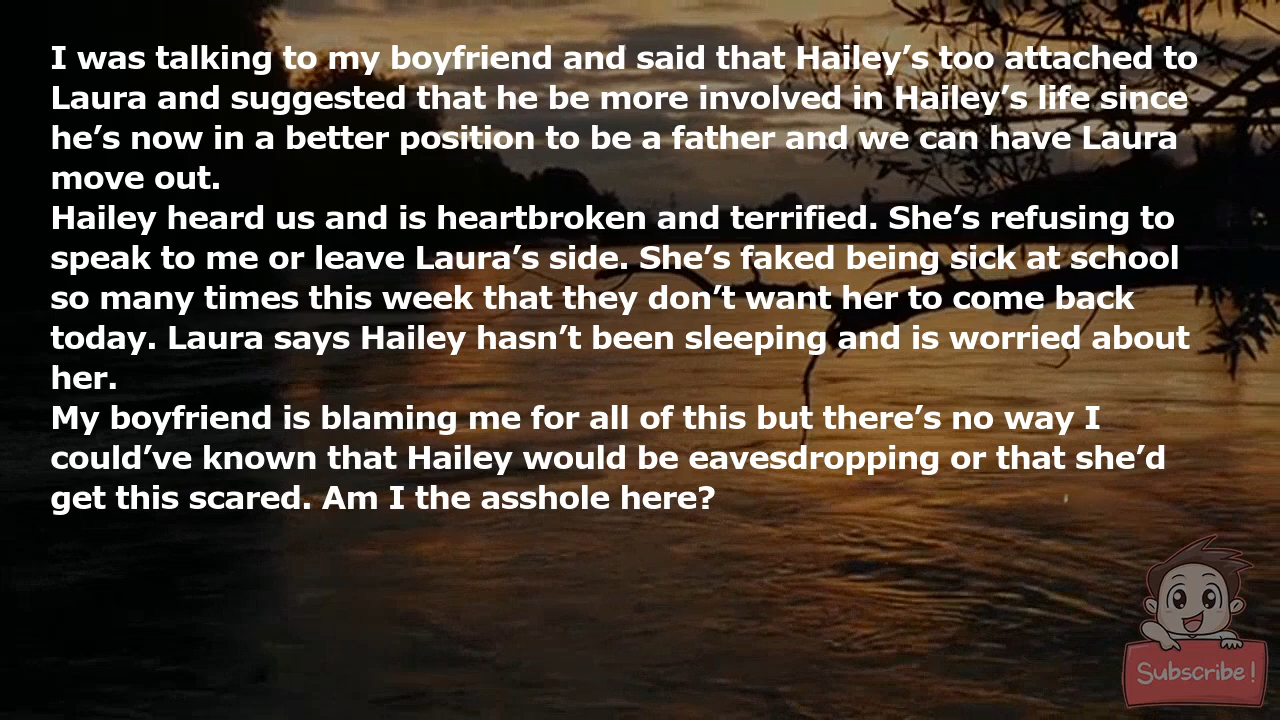 I was talking to my boyfriend and said that Hailey’s too attached to
Laura and suggested that he be more involved in Hailey’s life since
he’s now in a better position to be a father and we can have Laura
move out.
Hailey heard us and is heartbroken and terrified. She’s refusing to
speak to me or leave Laura’s side. She’s faked being sick at school
so many times this week that they don’t want her to come back
today. Laura says Hailey hasn’t been sleeping and is worried about
her.
My boyfriend is blaming me for all of this but there’s no way I
could’ve known that Hailey would be eavesdropping or that she’d
get this scared. Am I the asshole here?
Subscribe!